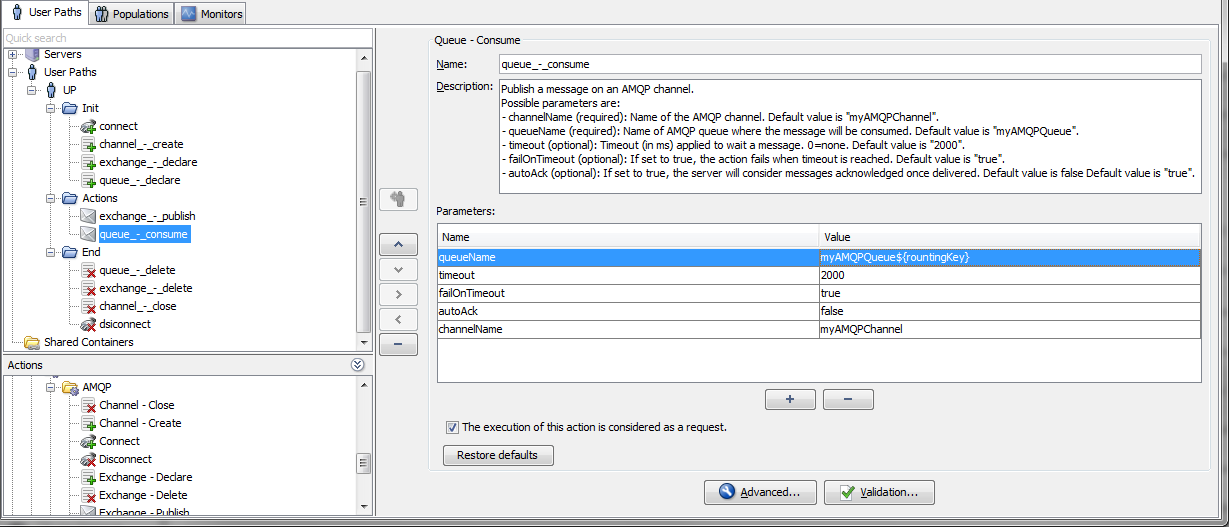 User Paths
Populations
Monitors
Quick search
Servers
User Paths
UP
Init
connect
channel_-_create
exchange_-_declare
queue_-_declare
Actions
exchange_-_publish
queue_-_consume
End
queue_-_delete
exchange_-_delete
channel_-_close
dsiconnect
Shared Containers
Actions
AMQP
Channel - Close
Channel - Create
Connect
Disconnect
Exchange - Declare
Exchange - Delete
Exchange - Publish
Queue - Consume
Name: queue_-_consume
Description: Publish a message on an AMQP channel.
Possible parameters are:
- channelName (required): Name of the AMQP channel. Default value is "myAMQPChannel".
- queueName (required): Name of AMQP queue where the message will be consumed. Default value is "myAMQPQueue".
- timeout (optional): Timeout (in ms) applied to wait a message. 0=none. Default value is "2000".
- failOnTimeout (optional): If set to true, the action fails when timeout is reached. Default value is "true".
- autoAck (optional): If set to true, the server will consider messages acknowledged once delivered. Default value is false Default value is "true".
Parameters:
Name Value
queueName myAMQPQueue${rountingKey}
timeout 2000
failOnTimeout true
autoAck false
channelName myAMQPChannel
The execution of this action is considered as a request.
Restore defaults
Advanced...
Validation...